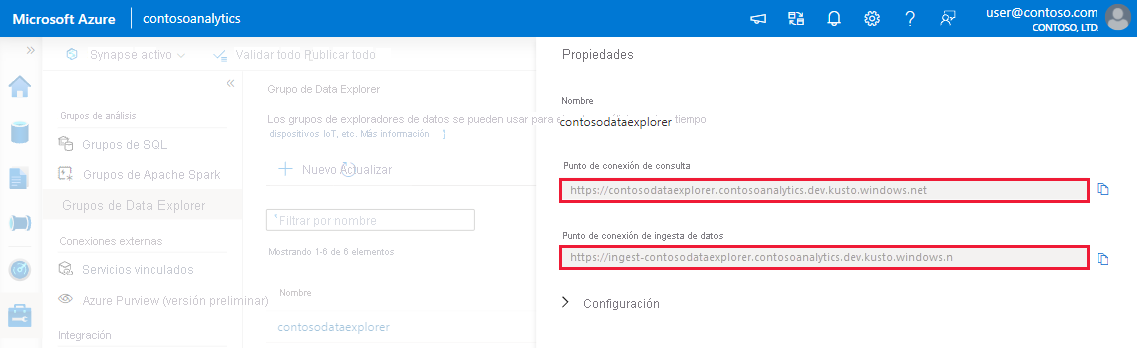 Microsoft Azure
contosoanalytics
user@contoso.com
CONTOSO, LTD.
Synapse activo
Validar todo
Publicar todo
Grupos de análisis
Grupos de SQL
Grupos de Apache Spark
Grupos de Data Explorer
Conexiones externas
Servicios vinculados
Azure Purview (versión preliminar)
Integración
Grupo de Data Explorer
Los grupos de exploradores de datos se pueden usar para e tiempo
dispositivos IoT, etc. Más información
Nuevo Actualizar
Filtrar por nombre
Mostrando 1-6 de 6 elementos
Nombre
contosodataexplorer
Propiedades
Nombre
contosodataexplorer
Punto de conexión de consulta
https://contosodataexplorer.contosoanalytics.dev.kusto.windows.net
Punto de conexión de ingesta de datos
https://ingest-contosodataexplorer.contosoanalytics.dev.kusto.windows.n
Configuración